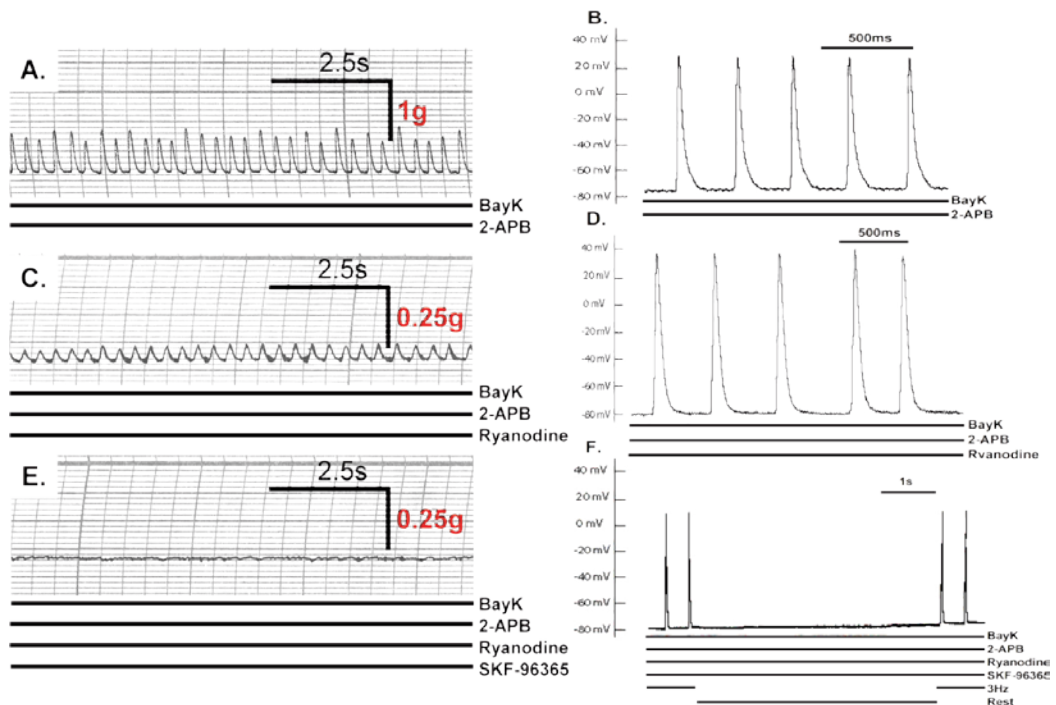 A.
2.5s
1g
BayK
2-APB
B.
40 mV
20 mV
0 mV
-20 mV
-40 mV
-60 mV
-80 mV
500ms
BayK
2-APB
C.
2.5s
0.25g
BayK
2-APB
Ryanodine
D.
40 mV
20 mV
0 mV
-20 mV
-40 mV
-60 mV
-80 mV
500ms
BayK
2-APB
Rvanodine
E.
2.5s
0.25g
BayK
2-APB
Ryanodine
SKF-96365
F.
40 mV
20 mV
0 mV
-20 mV
-40 mV
-60 mV
-80 mV
1s
BayK
2-APB
Ryanodine
SKF-96365
3Hz
Rest